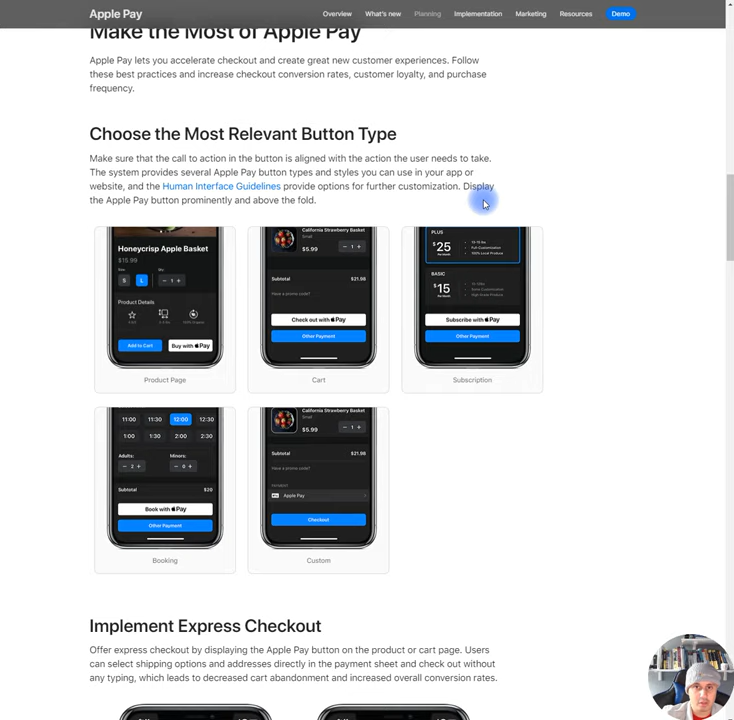 Apple Pay
Overview What's new Planning Implementation Marketing Resources Demo
Make the Most of Apple Pay
Apple Pay lets you accelerate checkout and create great new customer experiences. Follow
these best practices and increase checkout conversion rates, customer loyalty, and purchase
frequency.
Choose the Most Relevant Button Type
Make sure that the call to action in the button is aligned with the action the user needs to take.
The system provides several Apple Pay button types and styles you can use in your app or
website, and the Human Interface Guidelines provide options for further customization. Display
the Apple Pay button prominently and above the fold.
Honeycrisp Apple Basket
$15.99
S L − 1 +
Product Details
Add to Cart Buy with Pay
Product Page
California Strawberry Basket
Small
$5.99 − 1 +
Subtotal $21.98
Have a promo code?
Check out with Pay
Other Payment
Cart
PLUS
$25
BASIC
$15
Subscribe with Pay
Other Payment
Subscription
11:00 11:30 12:00 12:30
1:00 1:30 2:00 2:30
Adults: Minors:
− 2 + − 0 +
Subtotal $20
Book with Pay
Other Payment
Booking
California Strawberry Basket
Small
$5.99 − 1 +
Subtotal $21.98
Have a promo code?
PAYMENT
Apple Pay
Checkout
Custom
Implement Express Checkout
Offer express checkout by displaying the Apple Pay button on the product or cart page. Users
can select shipping options and addresses directly in the payment sheet and check out without
any typing, which leads to decreased cart abandonment and increased overall conversion rates.